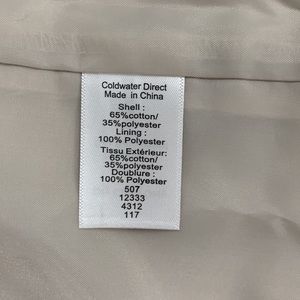 Coldwater Direct
Made in China
Shell :
65%cotton/
35%polyester
Lining :
100% Polyester
Tissu Extérieur:
65%cotton/
35%polyester
Doublure :
100% Polyester
507
12333
4312
117